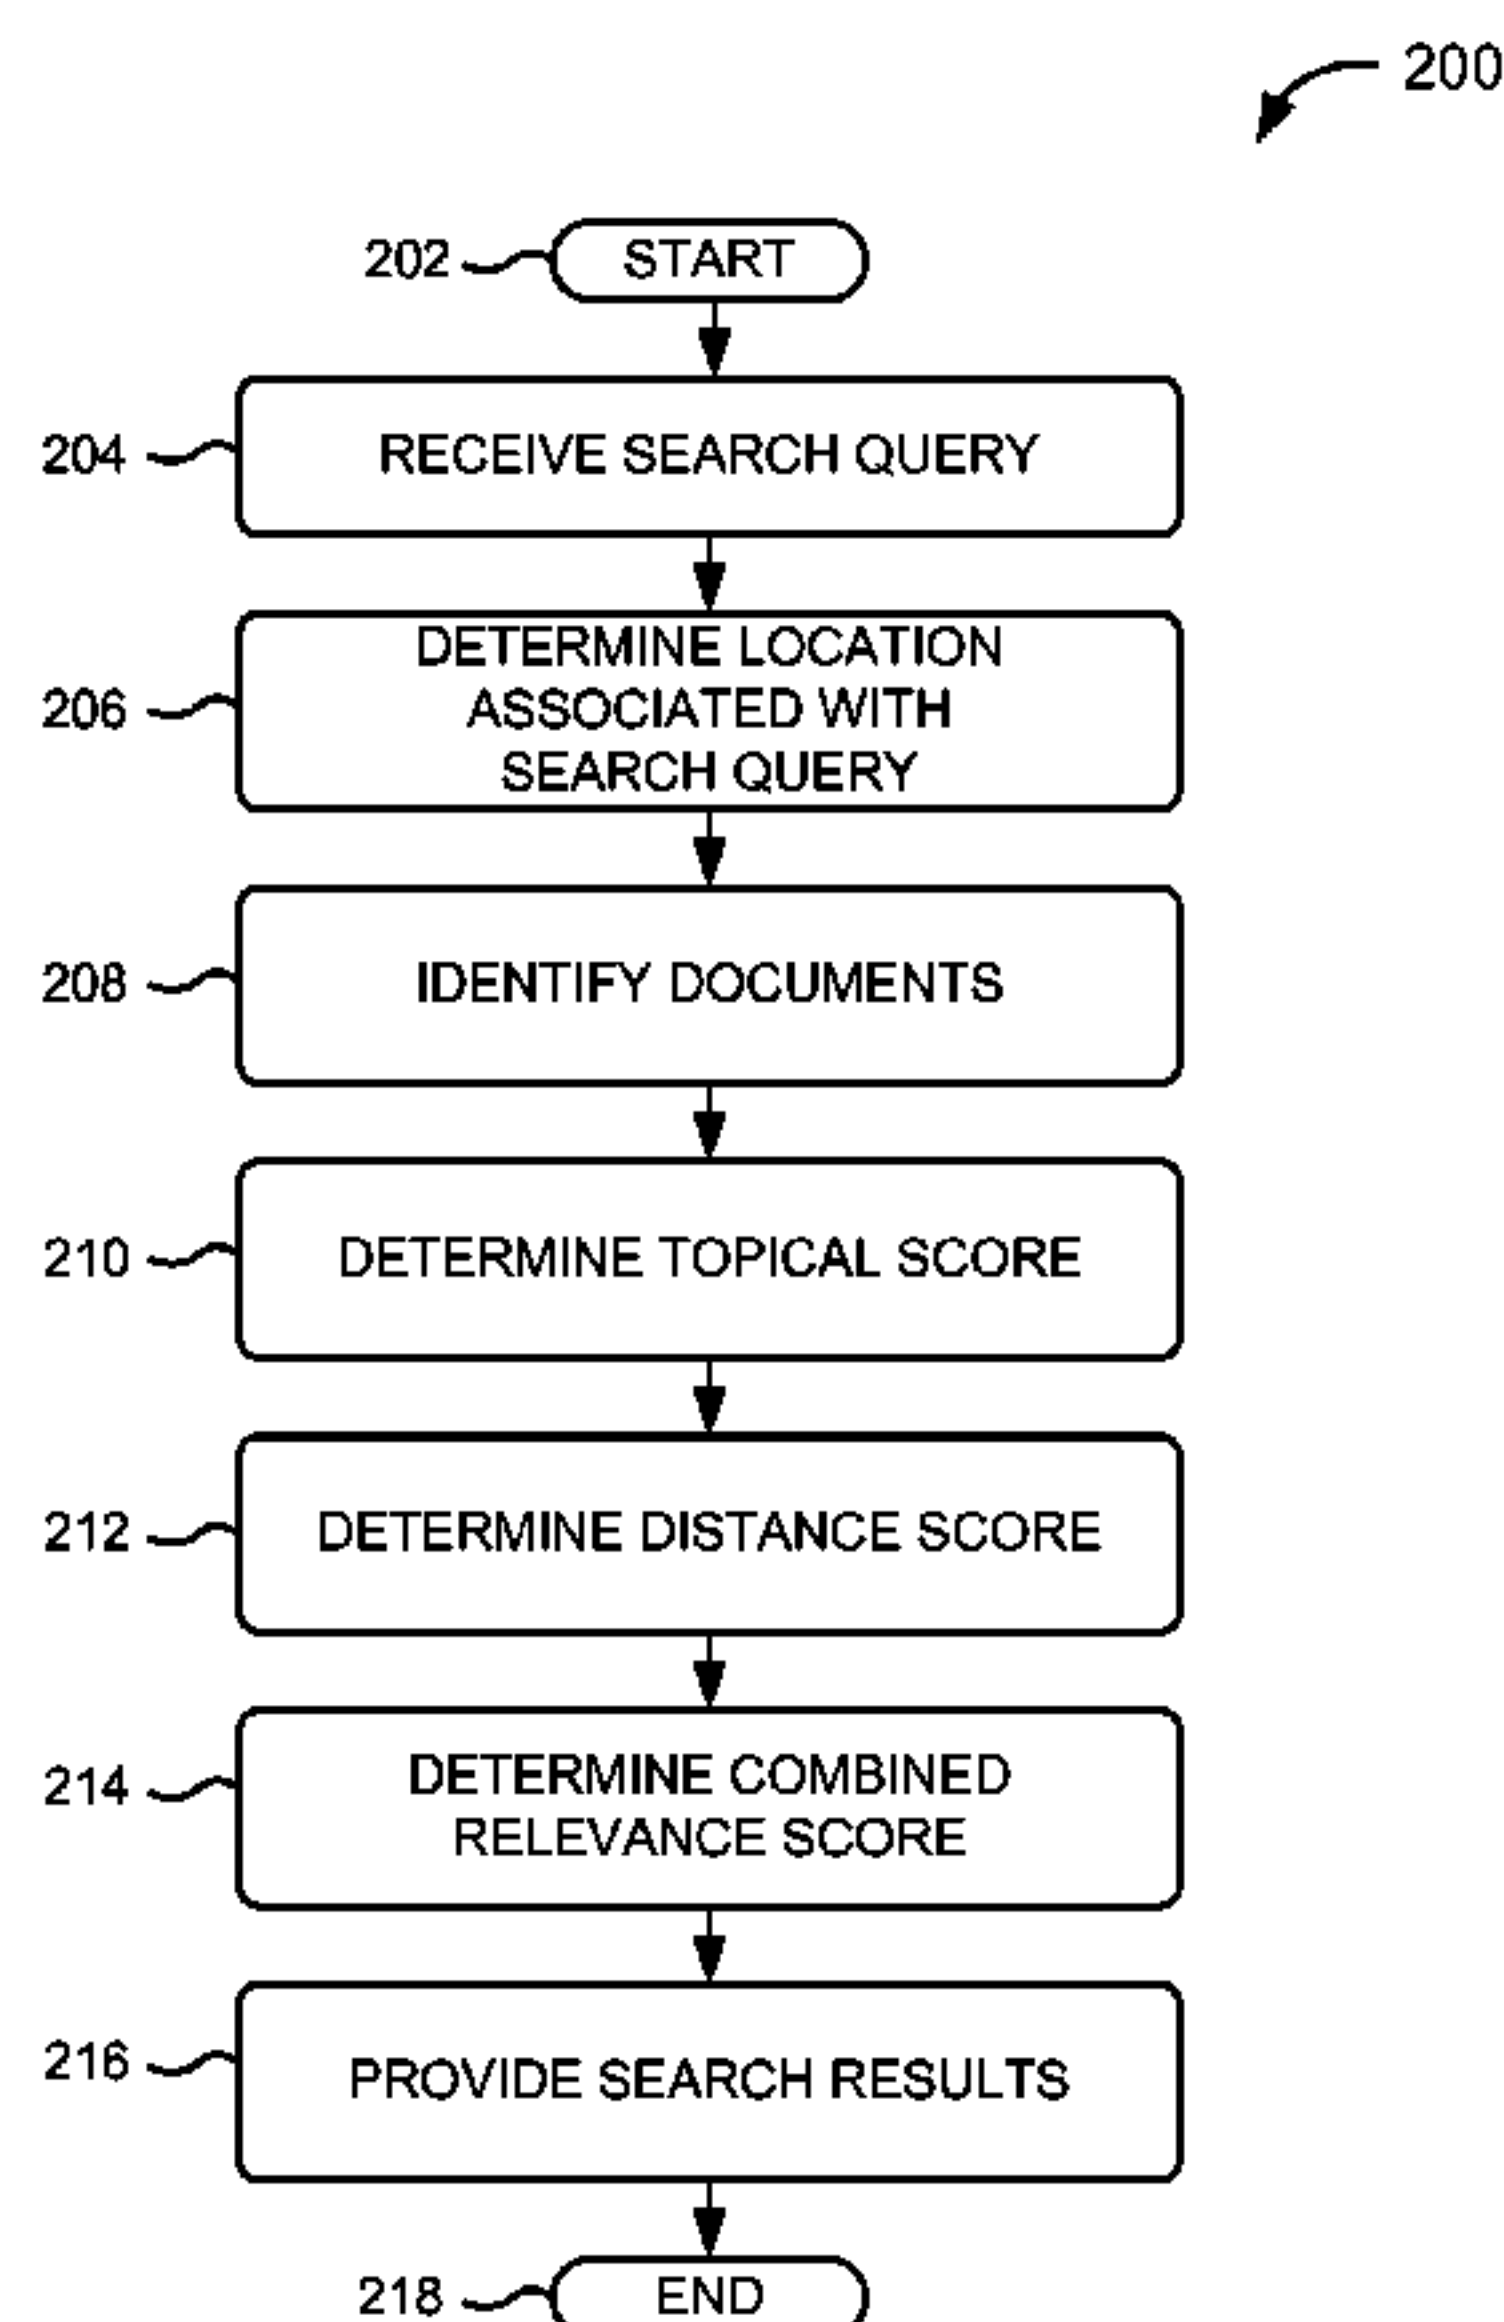 200
202 START
204 RECEIVE SEARCH QUERY
DETERMINE LOCATION
206 ASSOCIATED WITH
SEARCH QUERY
208 IDENTIFY DOCUMENTS
210 DETERMINE TOPICAL SCORE
212 DETERMINE DISTANCE SCORE
214 DETERMINE COMBINED
RELEVANCE SCORE
216 PROVIDE SEARCH RESULTS
218 END